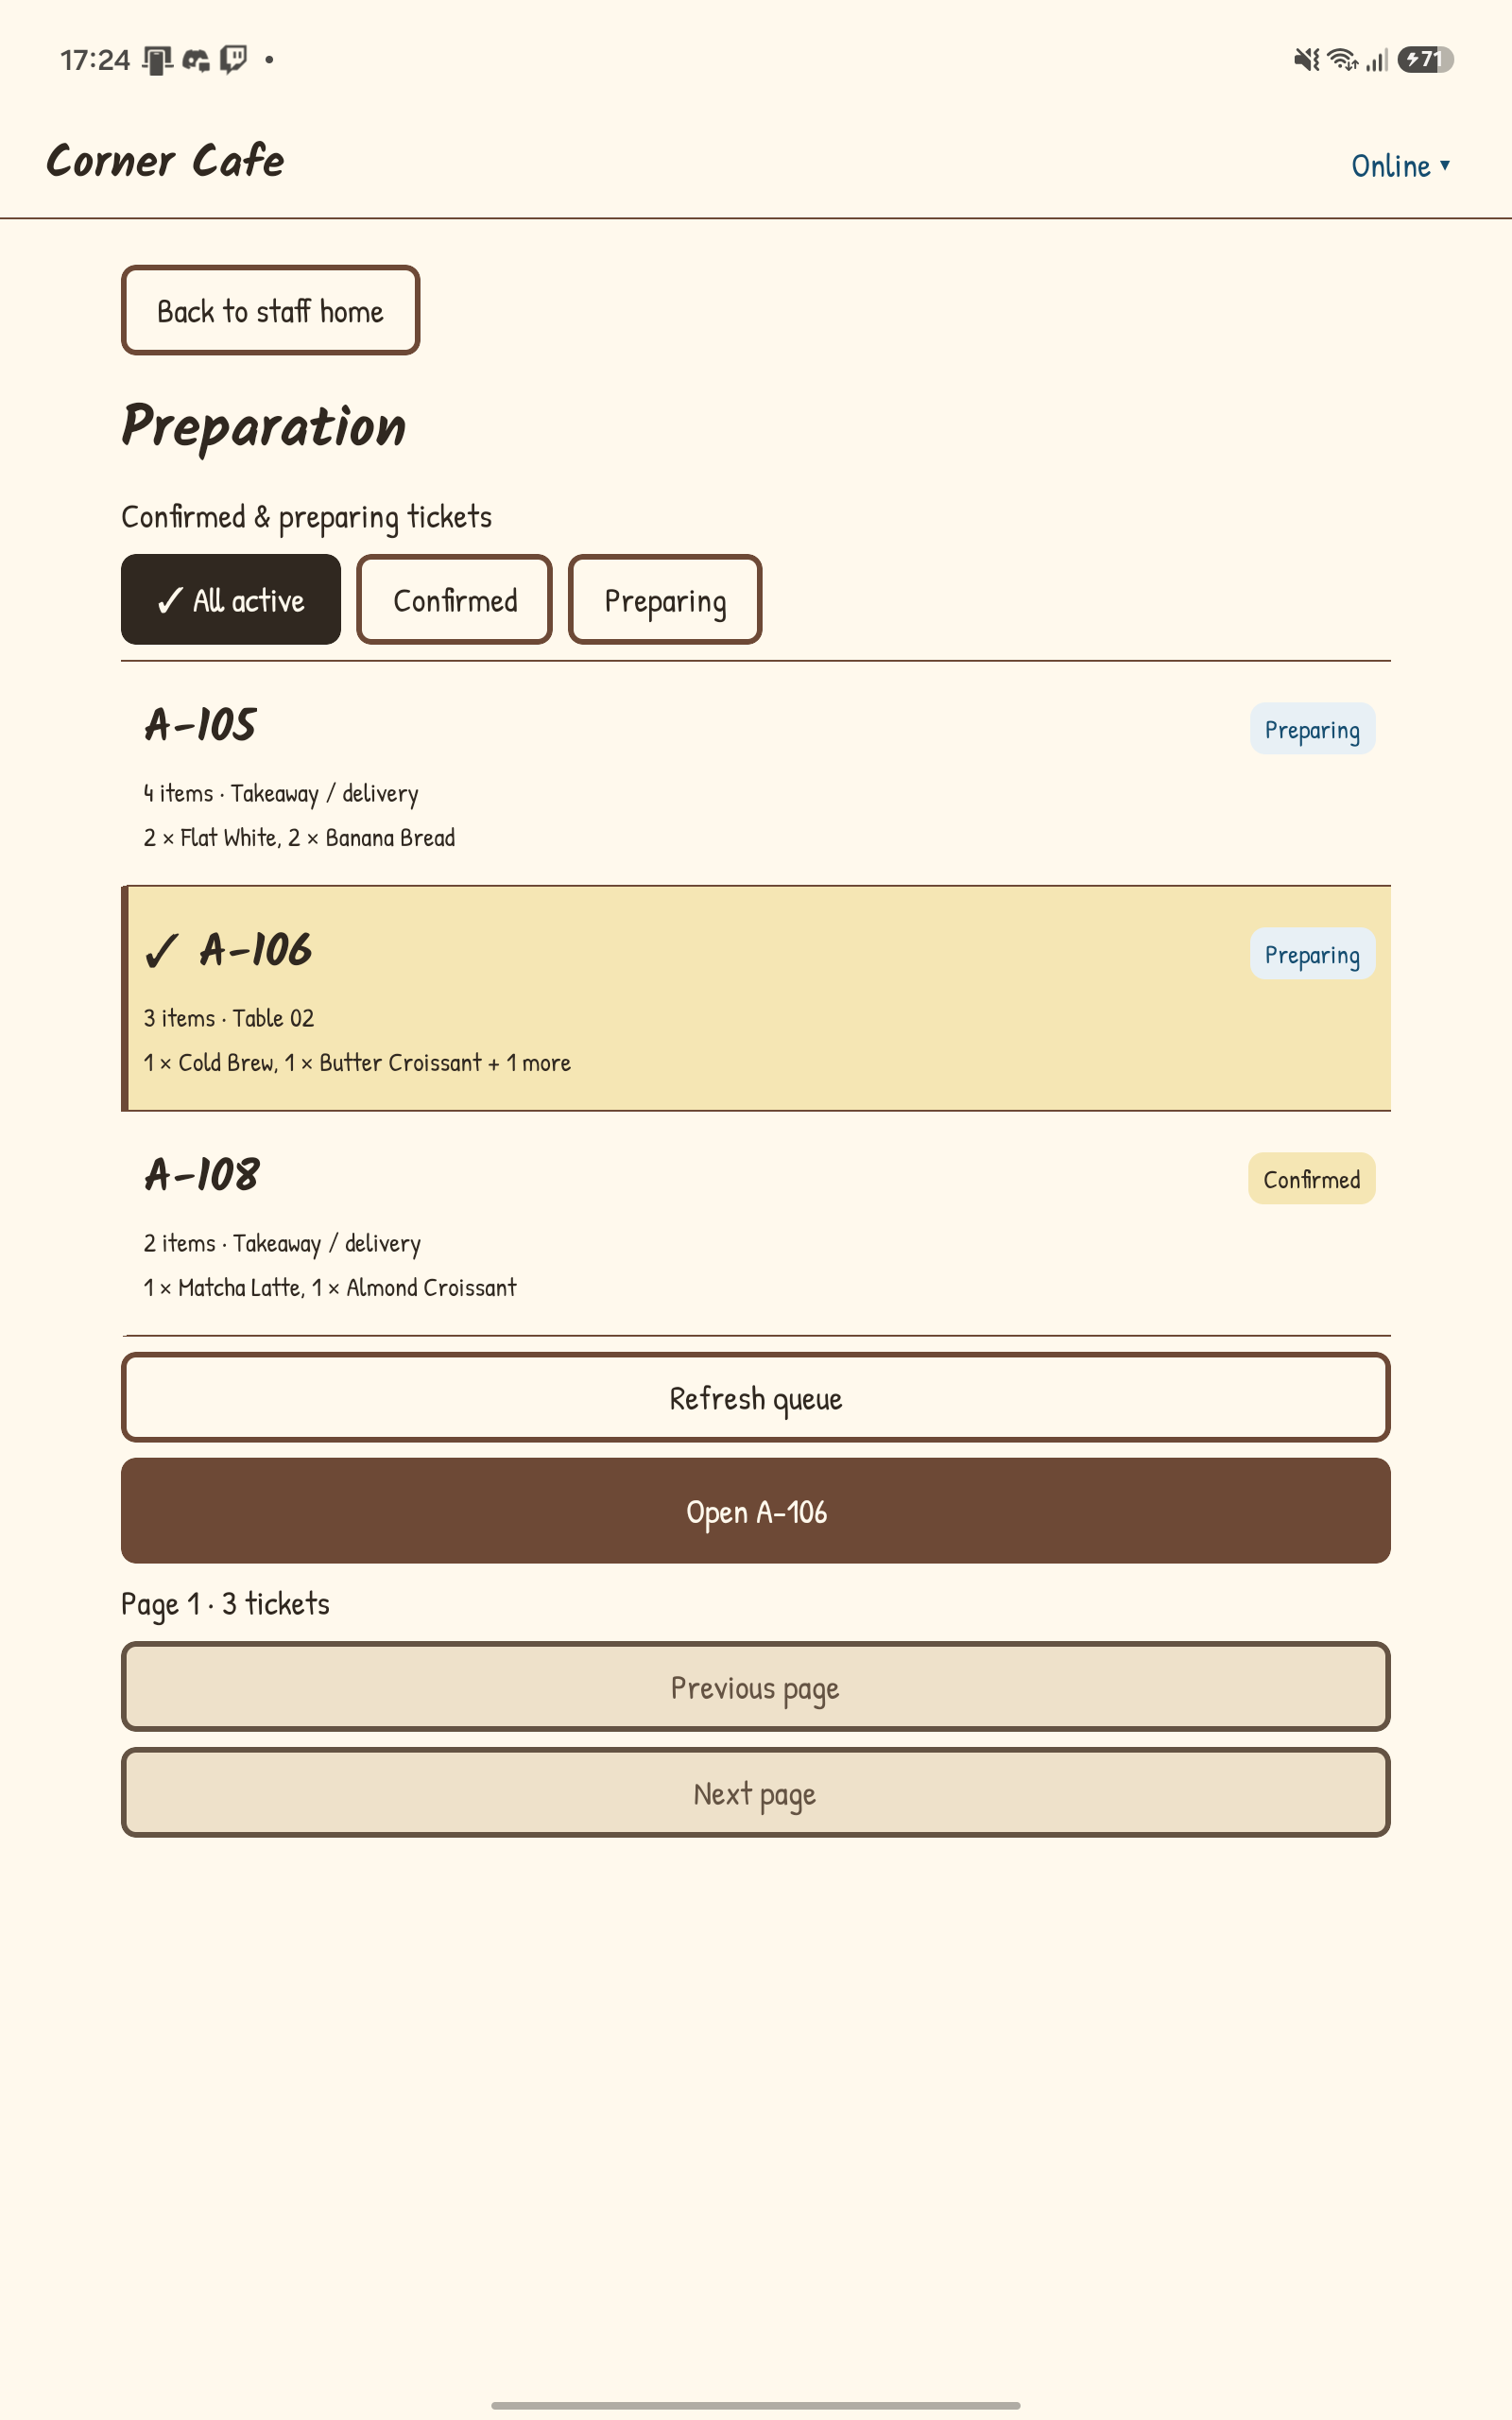 17:24
71
Corner Cafe
Online ▾
Back to staff home
Preparation
Confirmed & preparing tickets
✓ All active
Confirmed
Preparing
A-105
Preparing
4 items · Takeaway / delivery
2 × Flat White, 2 × Banana Bread
✓ A-106
Preparing
3 items · Table 02
1 × Cold Brew, 1 × Butter Croissant + 1 more
A-108
Confirmed
2 items · Takeaway / delivery
1 × Matcha Latte, 1 × Almond Croissant
Refresh queue
Open A-106
Page 1 · 3 tickets
Previous page
Next page